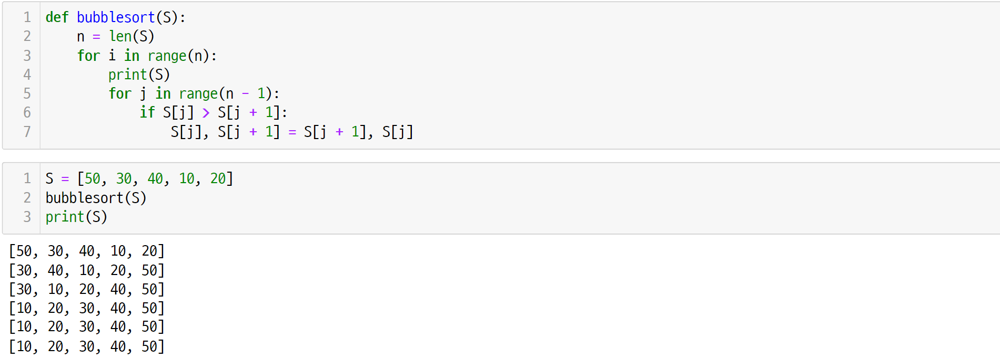 1 def bubblesort(S):
2     n = len(S)
3     for i in range(n):
4         print(S)
5         for j in range(n - 1):
6             if S[j] > S[j + 1]:
7                 S[j], S[j + 1] = S[j + 1], S[j]
1 S = [50, 30, 40, 10, 20]
2 bubblesort(S)
3 print(S)
[50, 30, 40, 10, 20]
[30, 40, 10, 20, 50]
[30, 10, 20, 40, 50]
[10, 20, 30, 40, 50]
[10, 20, 30, 40, 50]
[10, 20, 30, 40, 50]